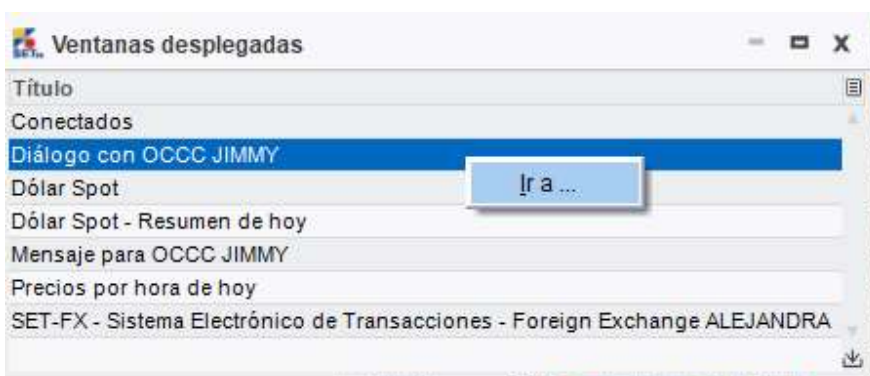 SET.. Ventanas desplegadas
Título
Conectados
Diálogo con OCCC JIMMY
Ir a ...
Dólar Spot
Dólar Spot - Resumen de hoy
Mensaje para OCCC JIMMY
Precios por hora de hoy
SET-FX - Sistema Electrónico de Transacciones - Foreign Exchange ALEJANDRA